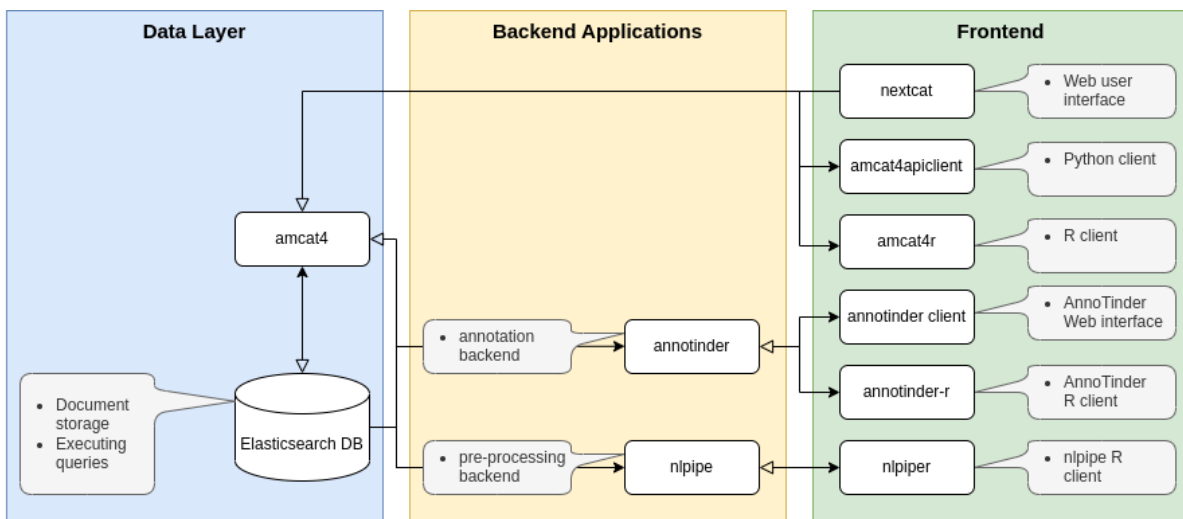 Data Layer
Backend Applications
Frontend
nextcat
• Web user
interface
amcat4apiclient
• Python client
amcat4
amcat4r
• R client
• annotation
backend
annotinder
annotinder client
• AnnoTinder
Web interface
annotinder-r
• AnnoTinder
R client
• Document
storage
• Executing
queries
Elasticsearch DB
• pre-processing
backend
nlpipe
nlpiper
• nlpipe R
client